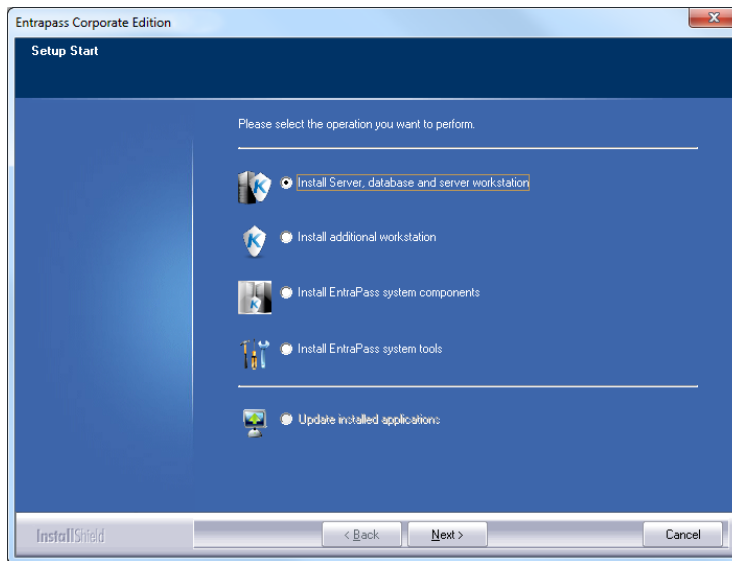 Entrapass Corporate Edition
Setup Start
Please select the operation you want to perform.
Install Server, database and server workstation
Install additional workstation
Install EntraPass system components
Install EntraPass system tools
Update installed applications
InstallShield
< Back
Next >
Cancel